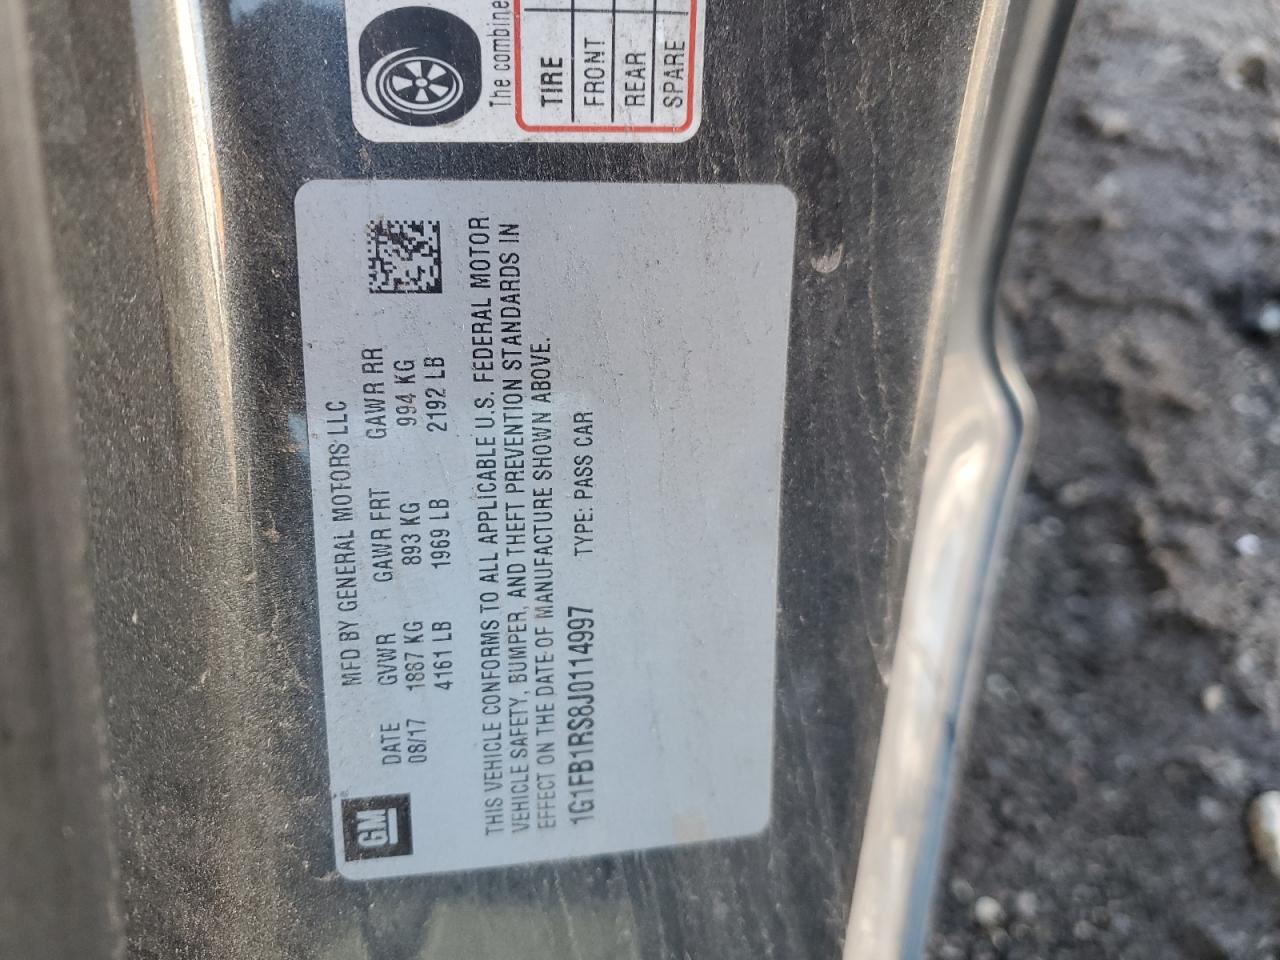 The combine
TIRE
FRONT
REAR
SPARE
GM
MFD BY GENERAL MOTORS LLC
DATE GVWR GAWR FRT GAWR RR
08/17 1887 KG 893 KG 994 KG
4161 LB 1969 LB 2192 LB
THIS VEHICLE CONFORMS TO ALL APPLICABLE U.S. FEDERAL MOTOR
VEHICLE SAFETY, BUMPER, AND THEFT PREVENTION STANDARDS IN
EFFECT ON THE DATE OF MANUFACTURE SHOWN ABOVE.
1G1FB1RS8J0114997 TYPE: PASS CAR